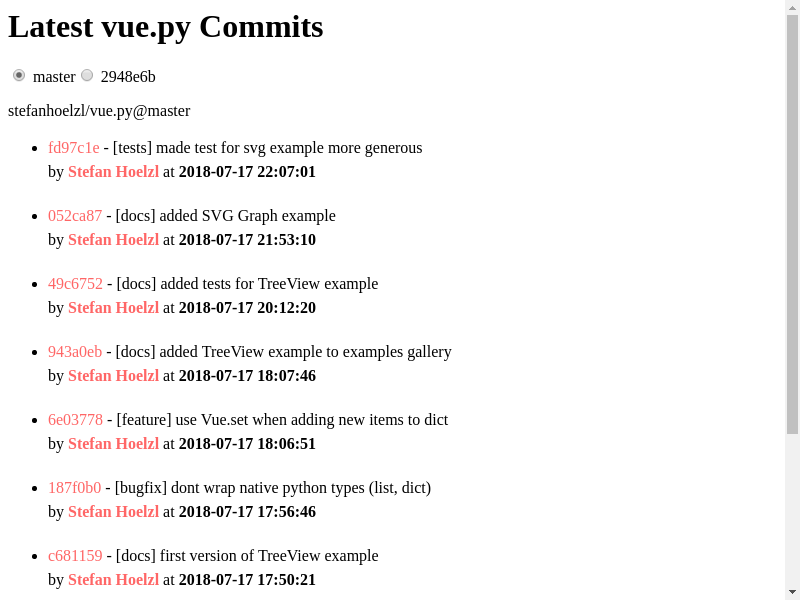 Latest vue.py Commits
master 2948e6b
stefanhoelzl/vue.py@master
fd97c1e - [tests] made test for svg example more generous
by Stefan Hoelzl at 2018-07-17 22:07:01
052ca87 - [docs] added SVG Graph example
by Stefan Hoelzl at 2018-07-17 21:53:10
49c6752 - [docs] added tests for TreeView example
by Stefan Hoelzl at 2018-07-17 20:12:20
943a0eb - [docs] added TreeView example to examples gallery
by Stefan Hoelzl at 2018-07-17 18:07:46
6e03778 - [feature] use Vue.set when adding new items to dict
by Stefan Hoelzl at 2018-07-17 18:06:51
187f0b0 - [bugfix] dont wrap native python types (list, dict)
by Stefan Hoelzl at 2018-07-17 17:56:46
c681159 - [docs] first version of TreeView example
by Stefan Hoelzl at 2018-07-17 17:50:21